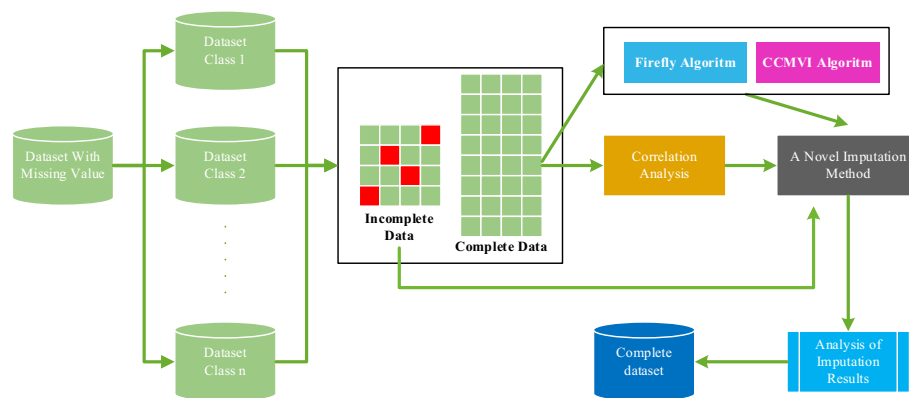 Dataset With
Missing Value
Dataset
Class 1
Dataset
Class 2
Dataset
Class n
Incomplete
Data
Complete Data
Firefly Algoritm
CCMVI Algoritm
Correlation
Analysis
A Novel Imputation
Method
Analysis of
Imputation
Results
Complete
dataset